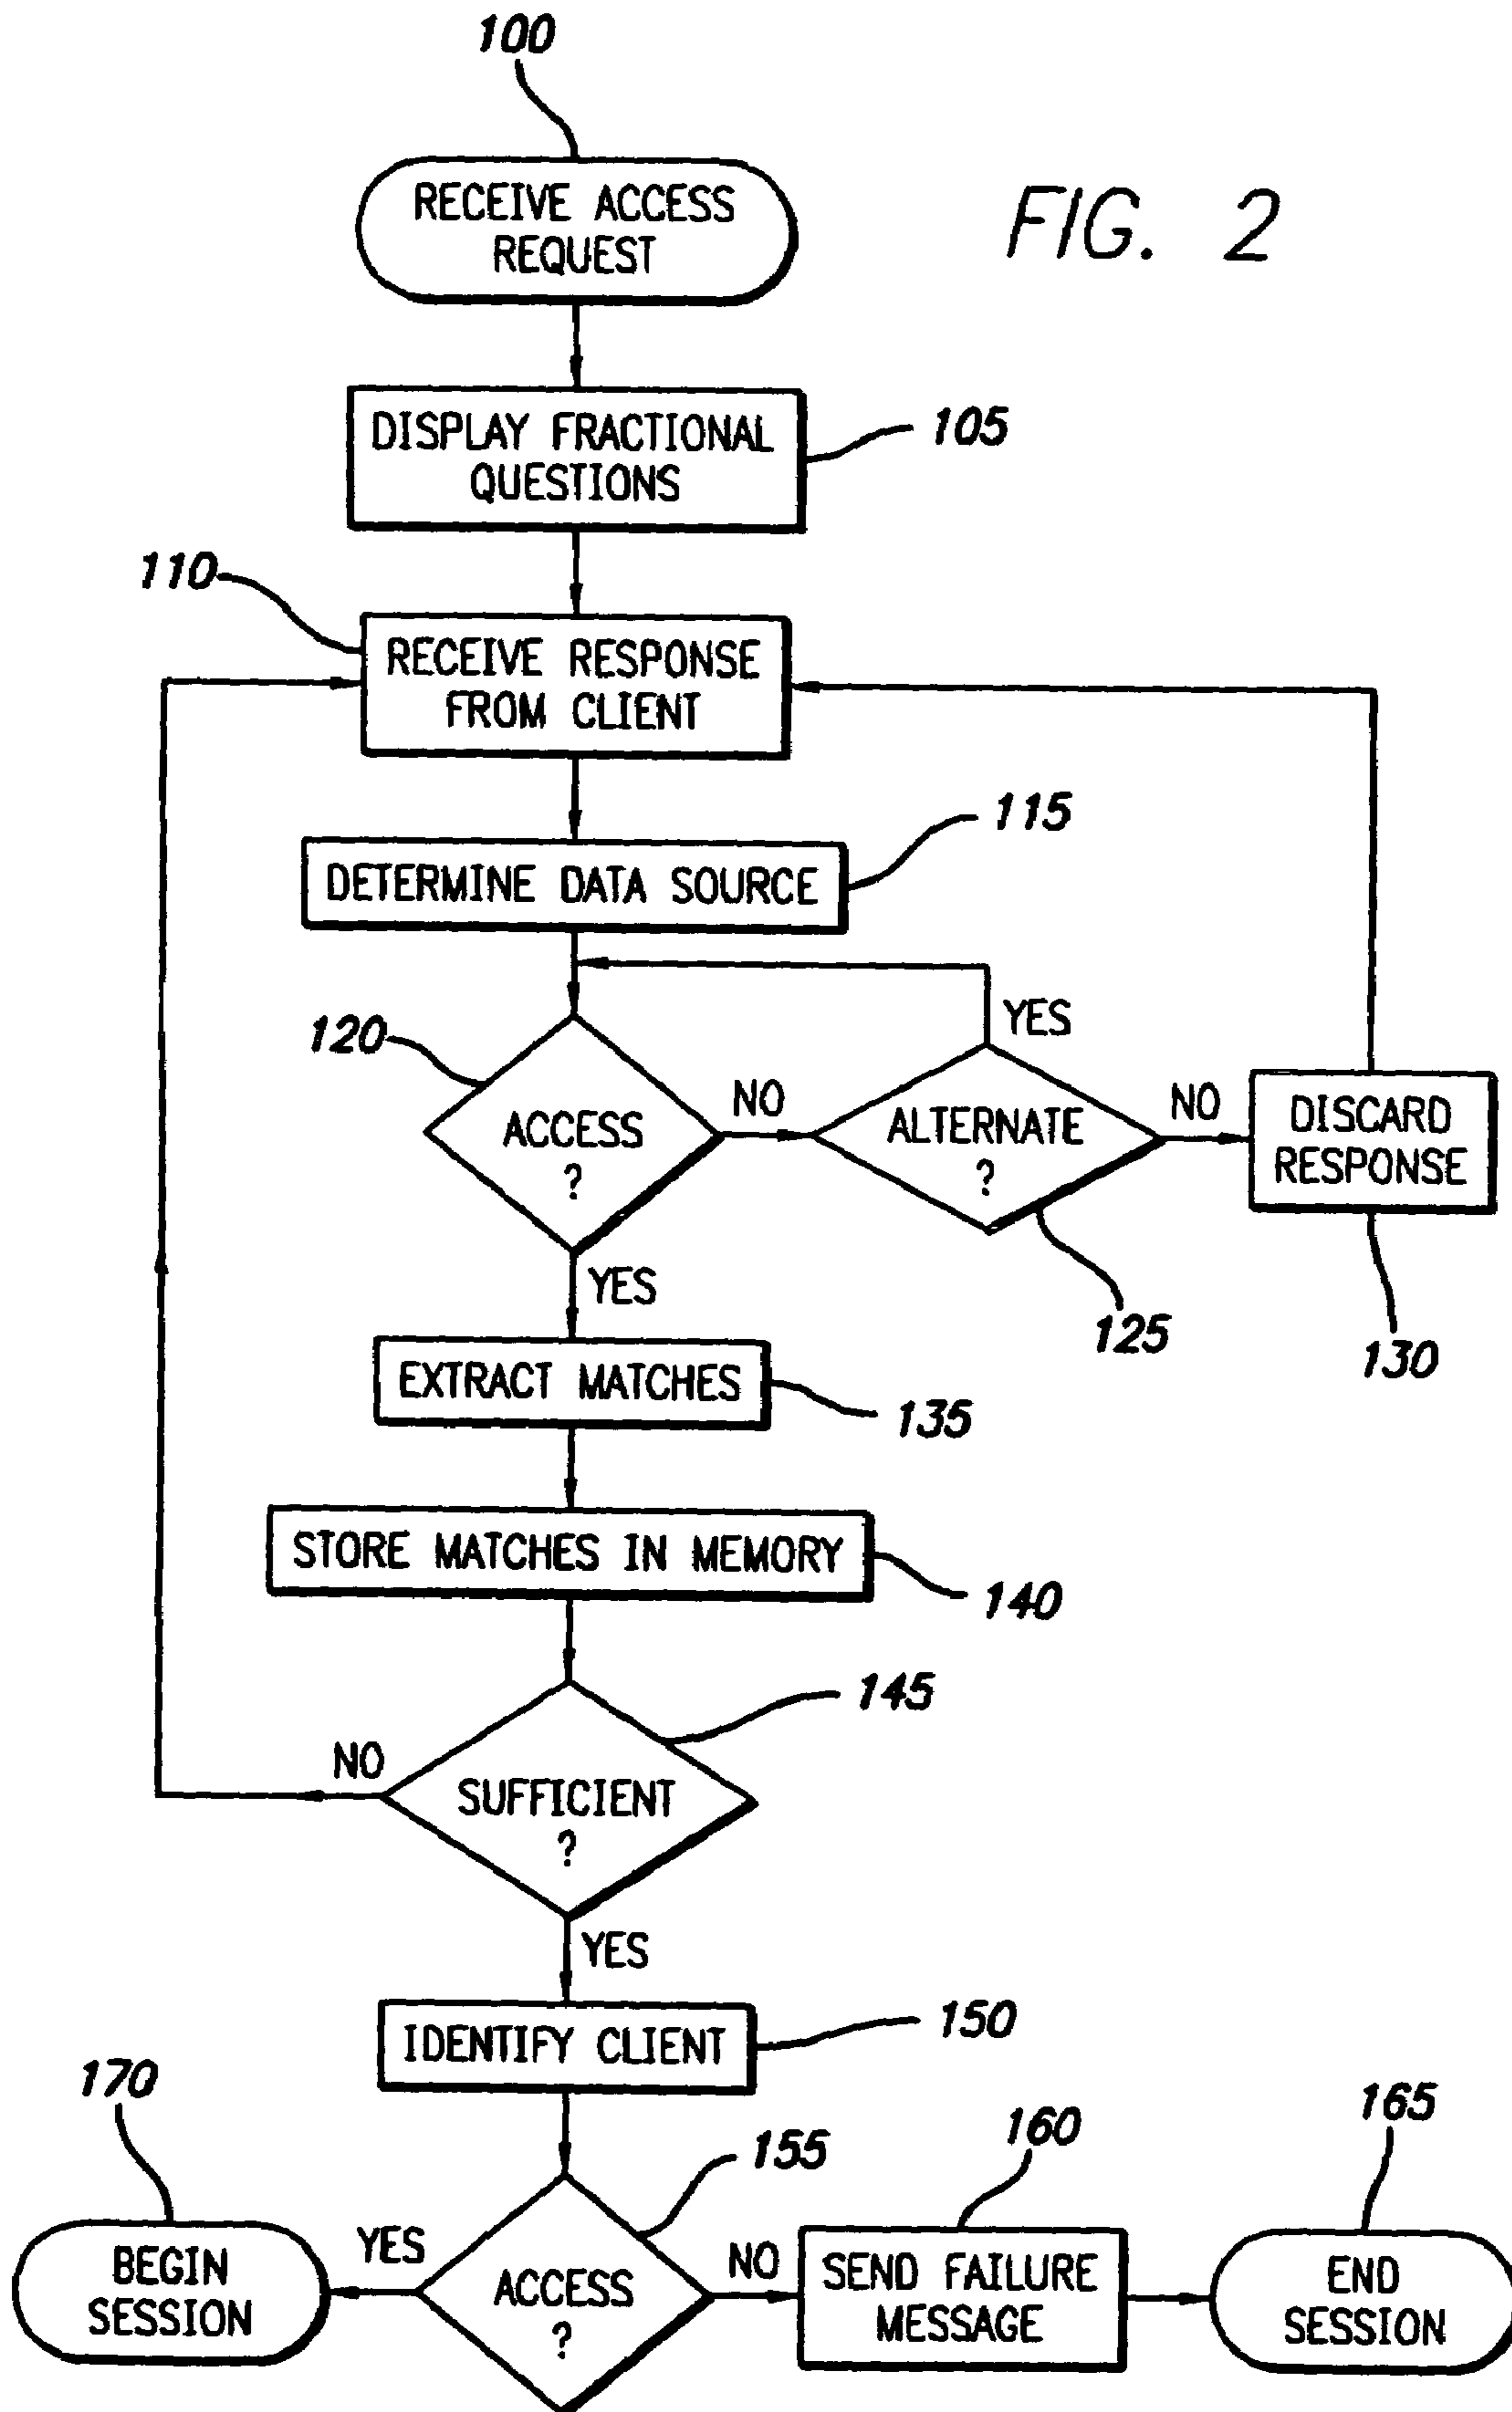 100
RECEIVE ACCESS
REQUEST
FIG. 2
DISPLAY FRACTIONAL
QUESTIONS
105
110
RECEIVE RESPONSE
FROM CLIENT
115
DETERMINE DATA SOURCE
120
YES
ACCESS
?
NO
ALTERNATE
?
NO
DISCARD
RESPONSE
YES
125
130
EXTRACT MATCHES
135
STORE MATCHES IN MEMORY
140
145
NO
SUFFICIENT
?
YES
IDENTIFY CLIENT
150
170
155
160
165
BEGIN
SESSION
YES
ACCESS
?
NO
SEND FAILURE
MESSAGE
END
SESSION